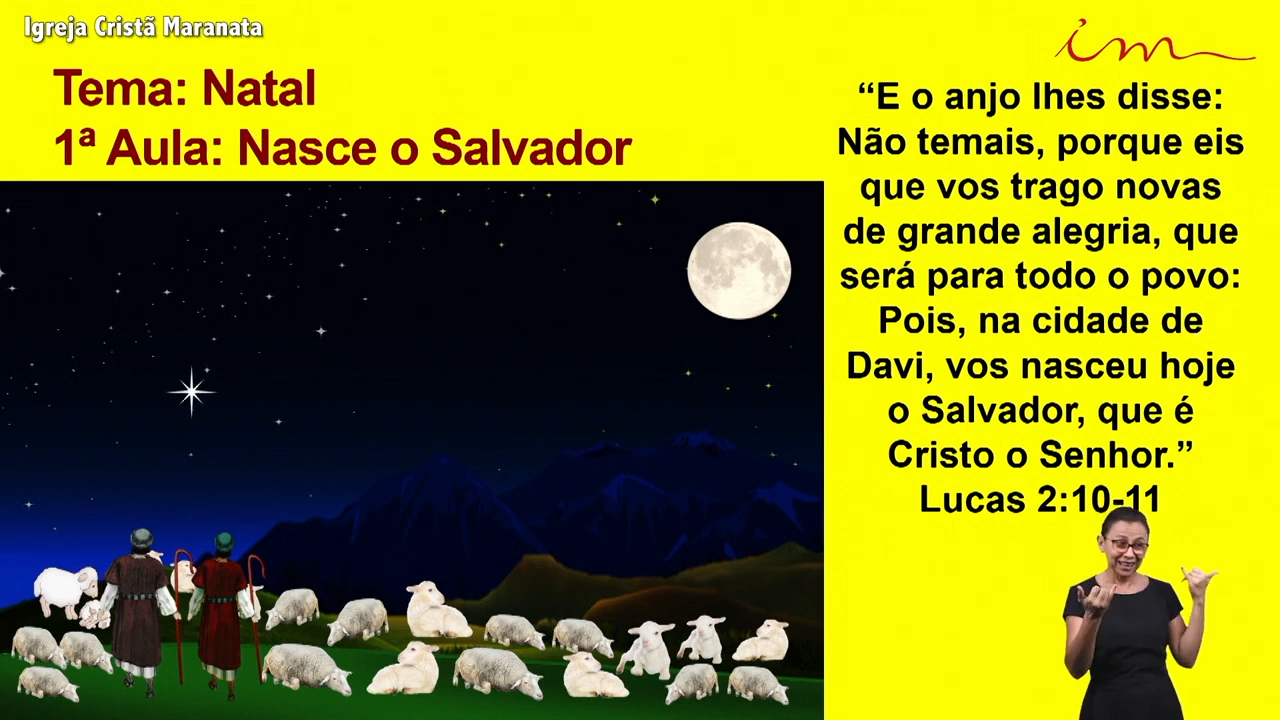 Igreja Cristã Maranata
im
Tema: Natal
1ª Aula: Nasce o Salvador
“E o anjo lhes disse:
Não temais, porque eis
que vos trago novas
de grande alegria, que
será para todo o povo:
Pois, na cidade de
Davi, vos nasceu hoje
o Salvador, que é
Cristo o Senhor.”
Lucas 2:10-11